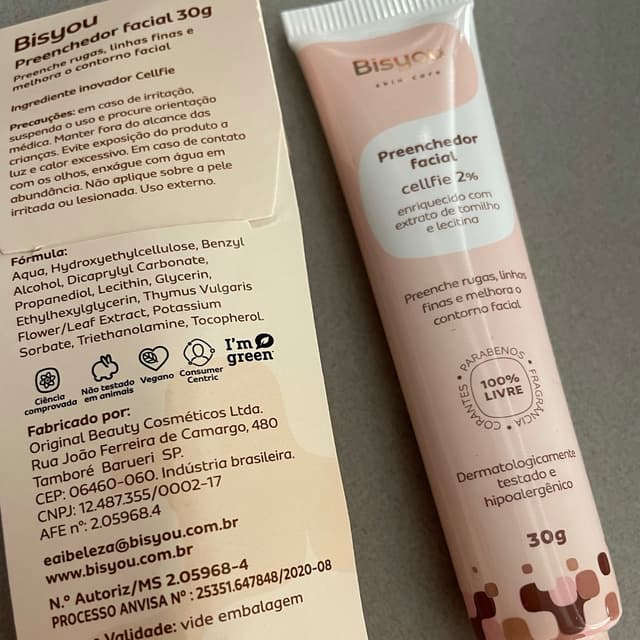 Bisyou
Preenchedor facial 30g
Preenche rugas, linhas finas e
melhora o contorno facial
Ingrediente inovador Cellfie
Precauções: em caso de irritação,
suspenda o uso e procure orientação
médica. Manter fora do alcance das
crianças. Evite exposição do produto a
luz e calor excessivo. Em caso de contato
com os olhos, enxágue com água em
abundância. Não aplique sobre a pele
irritada ou lesionada. Uso externo.
Fórmula:
Aqua, Hydroxyethylcellulose, Benzyl
Alcohol, Dicaprylyl Carbonate,
Propanediol, Lecithin, Glycerin,
Ethylhexylglycerin, Thymus Vulgaris
Flower/Leaf Extract, Potassium
Sorbate, Triethanolamine, Tocopherol.
Ciência
comprovada
Não testado
em animais
Vegano
Consumer
Centric
I'm
green
Fabricado por:
Original Beauty Cosméticos Ltda.
Rua João Ferreira de Camargo, 480
Tamboré Barueri SP.
CEP: 06460-060. Indústria brasileira.
CNPJ: 12.487.355/0002-17
AFE nº: 2.05968.4
eaibeleza@bisyou.com.br
www.bisyou.com.br
N.º Autoriz/MS 2.05968-4
PROCESSO ANVISA Nº : 25351.647848/2020-08
Validade: vide embalagem
Bisyou
skin care
Preenchedor
facial
cellfie 2%
enriquecido com
extrato de tomilho
e lecitina
Preenche rugas, linhas
finas e melhora o
contorno facial
• PARABENOS • FRAGRÂNCIA • CORANTES
100%
LIVRE
Dermatologicamente
testado e
hipoalergênico
30g